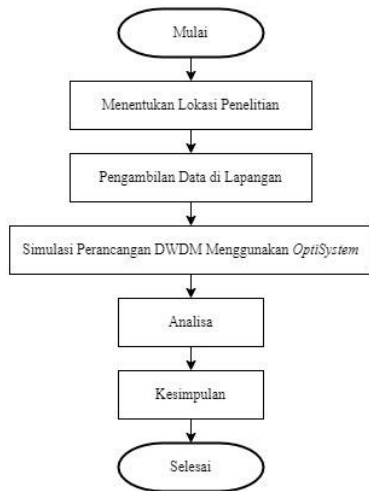 Mulai
Menentukan Lokasi Penelitian
Pengambilan Data di Lapangan
Simulasi Perancangan DWDM Menggunakan OptiSystem
Analisa
Kesimpulan
Selesai